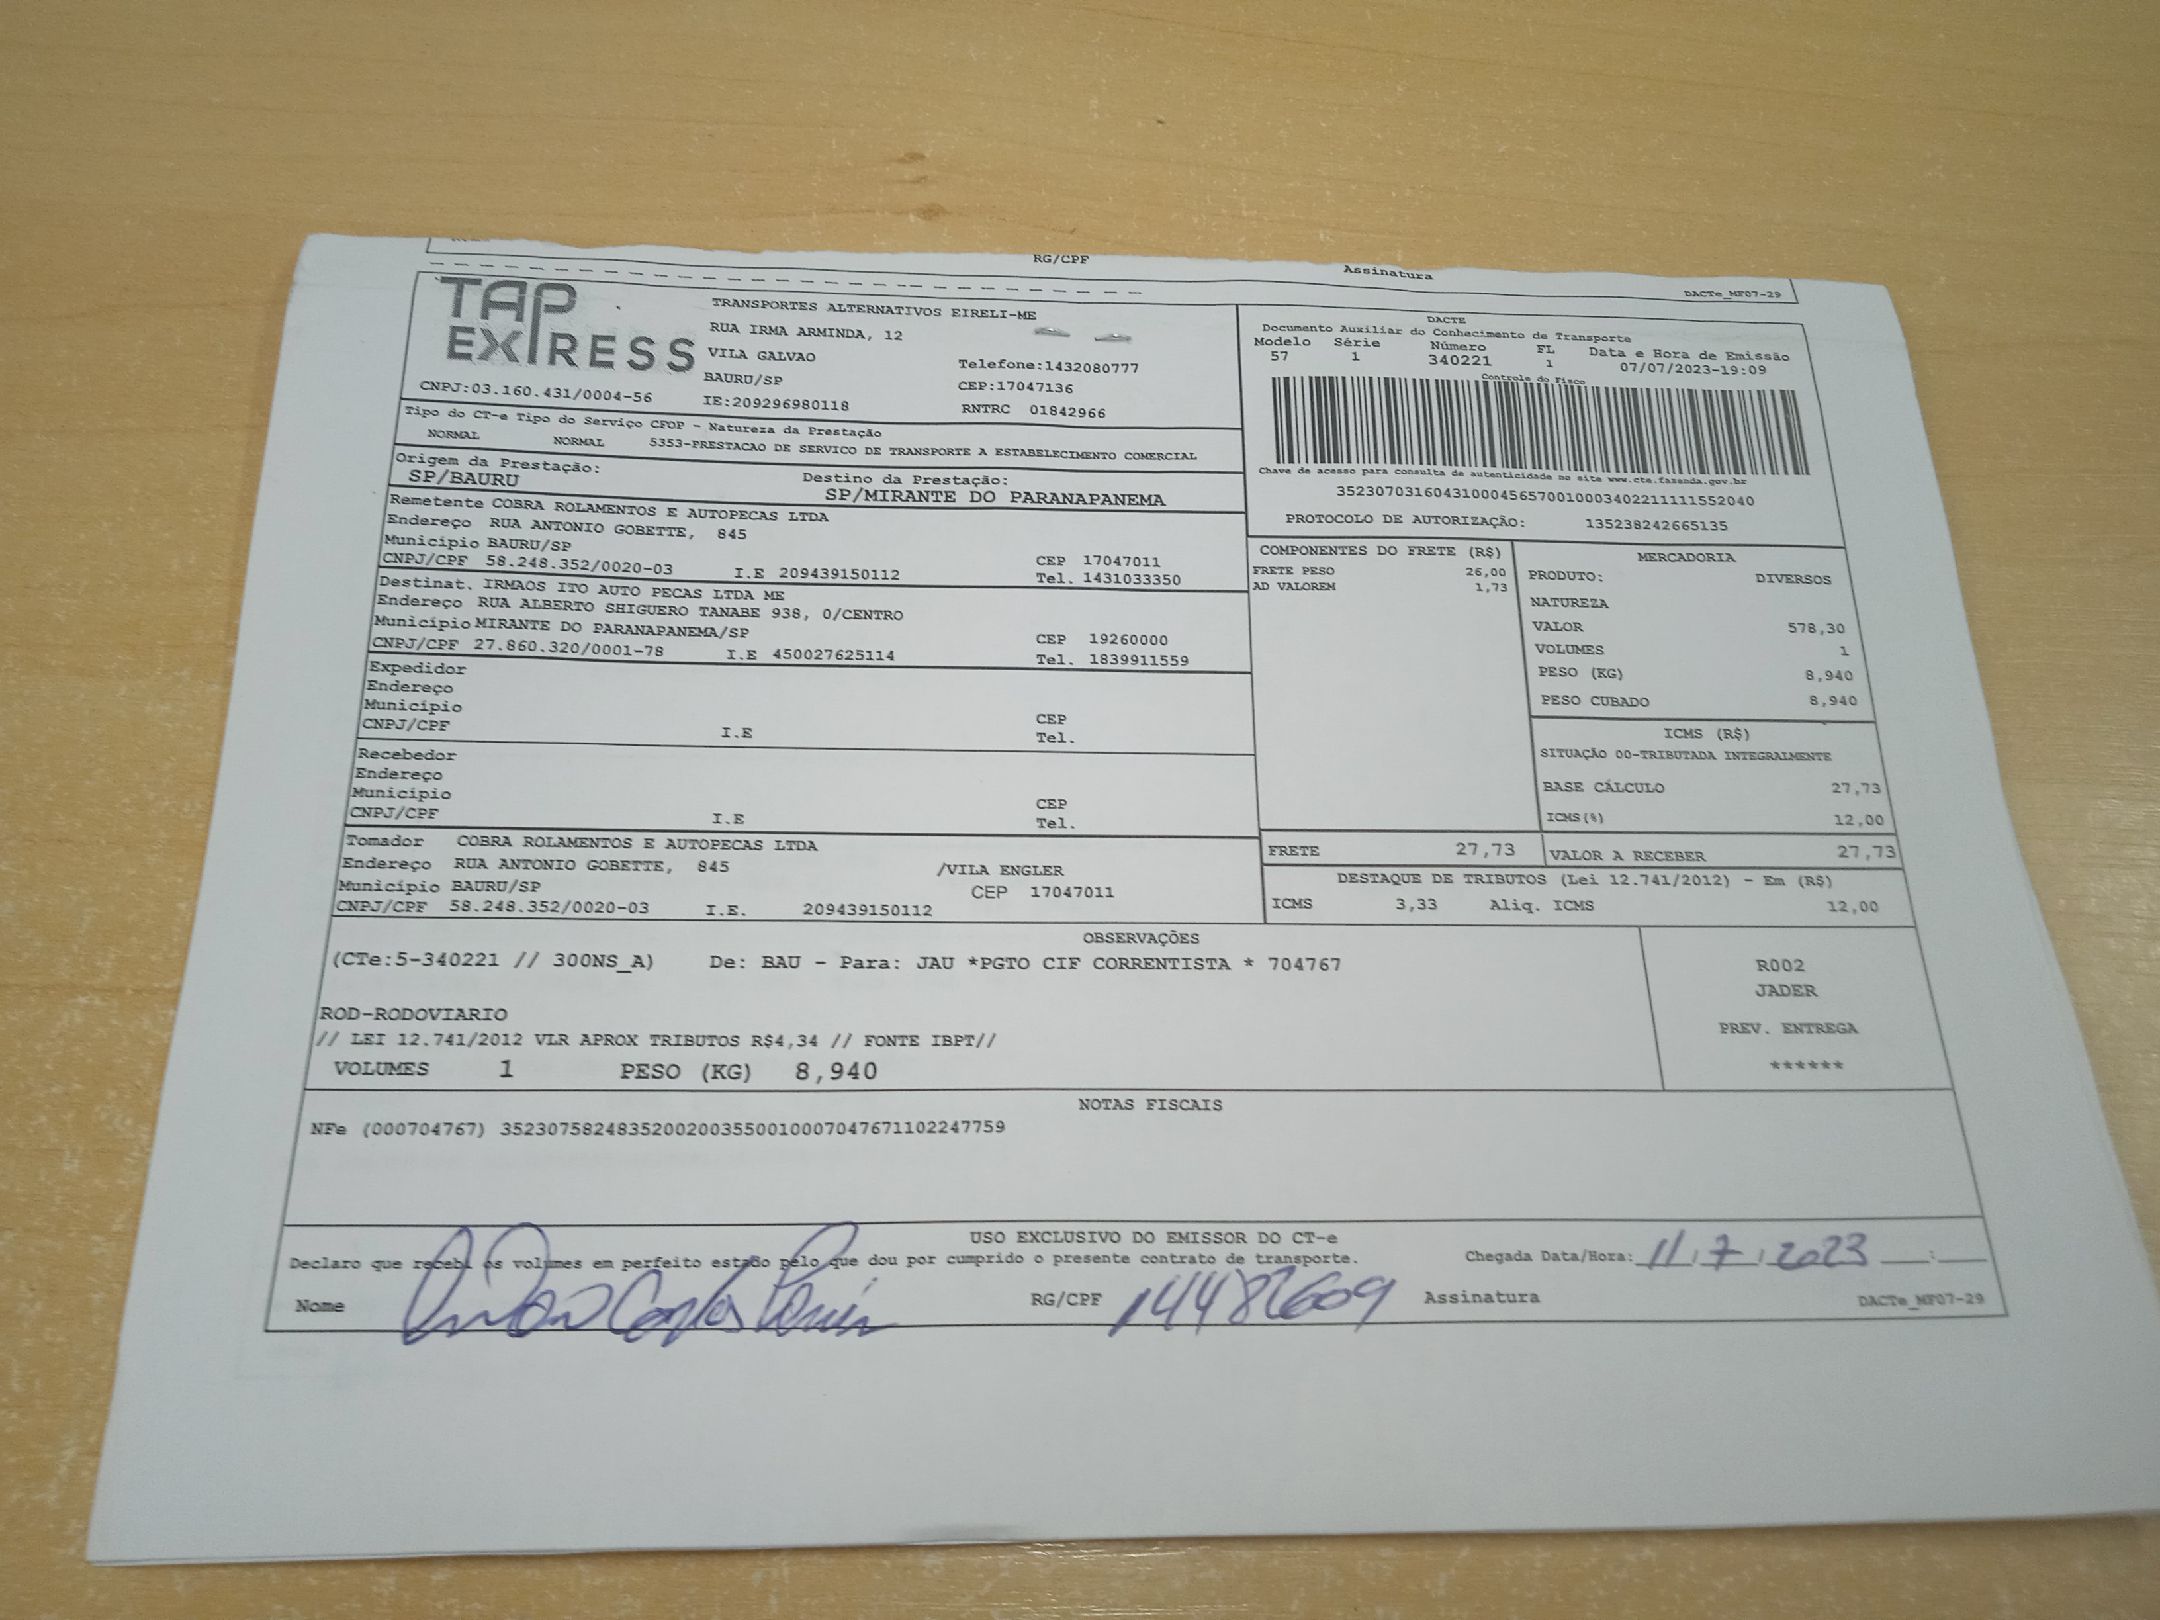 RG/CPF Assinatura
DACTe_MF07-29
TAP EXPRESS
TRANSPORTES ALTERNATIVOS EIRELI-ME
RUA IRMA ARMINDA, 12
VILA GALVAO Telefone:1432080777
BAURU/SP CEP:17047136
CNPJ:03.160.431/0004-56 IE:209296980118 RNTRC 01842966
DACTE
Documento Auxiliar do Conhecimento de Transporte
Modelo Série Número FL Data e Hora de Emissão
57 1 340221 1 07/07/2023-19:09
Controle do Fisco
Chave de acesso para consulta de autenticidade no site www.cte.fazenda.gov.br
35230703160431000456570010003402211111552040
PROTOCOLO DE AUTORIZAÇÃO: 135238242665135
Tipo do CT-e Tipo do Serviço CFOP - Natureza da Prestação
NORMAL NORMAL 5353-PRESTACAO DE SERVICO DE TRANSPORTE A ESTABELECIMENTO COMERCIAL
Origem da Prestação: Destino da Prestação:
SP/BAURU SP/MIRANTE DO PARANAPANEMA
Remetente COBRA ROLAMENTOS E AUTOPECAS LTDA
Endereço RUA ANTONIO GOBETTE, 845
Município BAURU/SP CEP 17047011
CNPJ/CPF 58.248.352/0020-03 I.E 209439150112 Tel. 1431033350
Destinat. IRMAOS ITO AUTO PECAS LTDA ME
Endereço RUA ALBERTO SHIGUERO TANABE 938, 0/CENTRO
Município MIRANTE DO PARANAPANEMA/SP CEP 19260000
CNPJ/CPF 27.860.320/0001-78 I.E 450027625114 Tel. 1839911559
Expedidor
Endereço
Município CEP
CNPJ/CPF I.E Tel.
Recebedor
Endereço
Município CEP
CNPJ/CPF I.E Tel.
Tomador COBRA ROLAMENTOS E AUTOPECAS LTDA
Endereço RUA ANTONIO GOBETTE, 845 /VILA ENGLER
Município BAURU/SP CEP 17047011
CNPJ/CPF 58.248.352/0020-03 I.E. 209439150112
COMPONENTES DO FRETE (R$)
FRETE PESO 26,00
AD VALOREM 1,73
MERCADORIA
PRODUTO: DIVERSOS
NATUREZA
VALOR 578,30
VOLUMES 1
PESO (KG) 8,940
PESO CUBADO 8,940
ICMS (R$)
SITUAÇÃO 00-TRIBUTADA INTEGRALMENTE
BASE CÁLCULO 27,73
ICMS(%) 12,00
FRETE 27,73 VALOR A RECEBER 27,73
DESTAQUE DE TRIBUTOS (Lei 12.741/2012) - Em (R$)
ICMS 3,33 Aliq. ICMS 12,00
OBSERVAÇÕES
(CTe:5-340221 // 300NS_A) De: BAU - Para: JAU *PGTO CIF CORRENTISTA * 704767
ROD-RODOVIARIO
// LEI 12.741/2012 VLR APROX TRIBUTOS R$4,34 // FONTE IBPT//
VOLUMES 1 PESO (KG) 8,940
R002
JADER
PREV. ENTREGA
******
NOTAS FISCAIS
NFe (000704767) 35230758248352002003550010007047671102247759
USO EXCLUSIVO DO EMISSOR DO CT-e
Declaro que recebi os volumes em perfeito estado pelo que dou por cumprido o presente contrato de transporte. Chegada Data/Hora: 11/7/2023 :
Nome RG/CPF 14482609 Assinatura DACTe_MF07-29